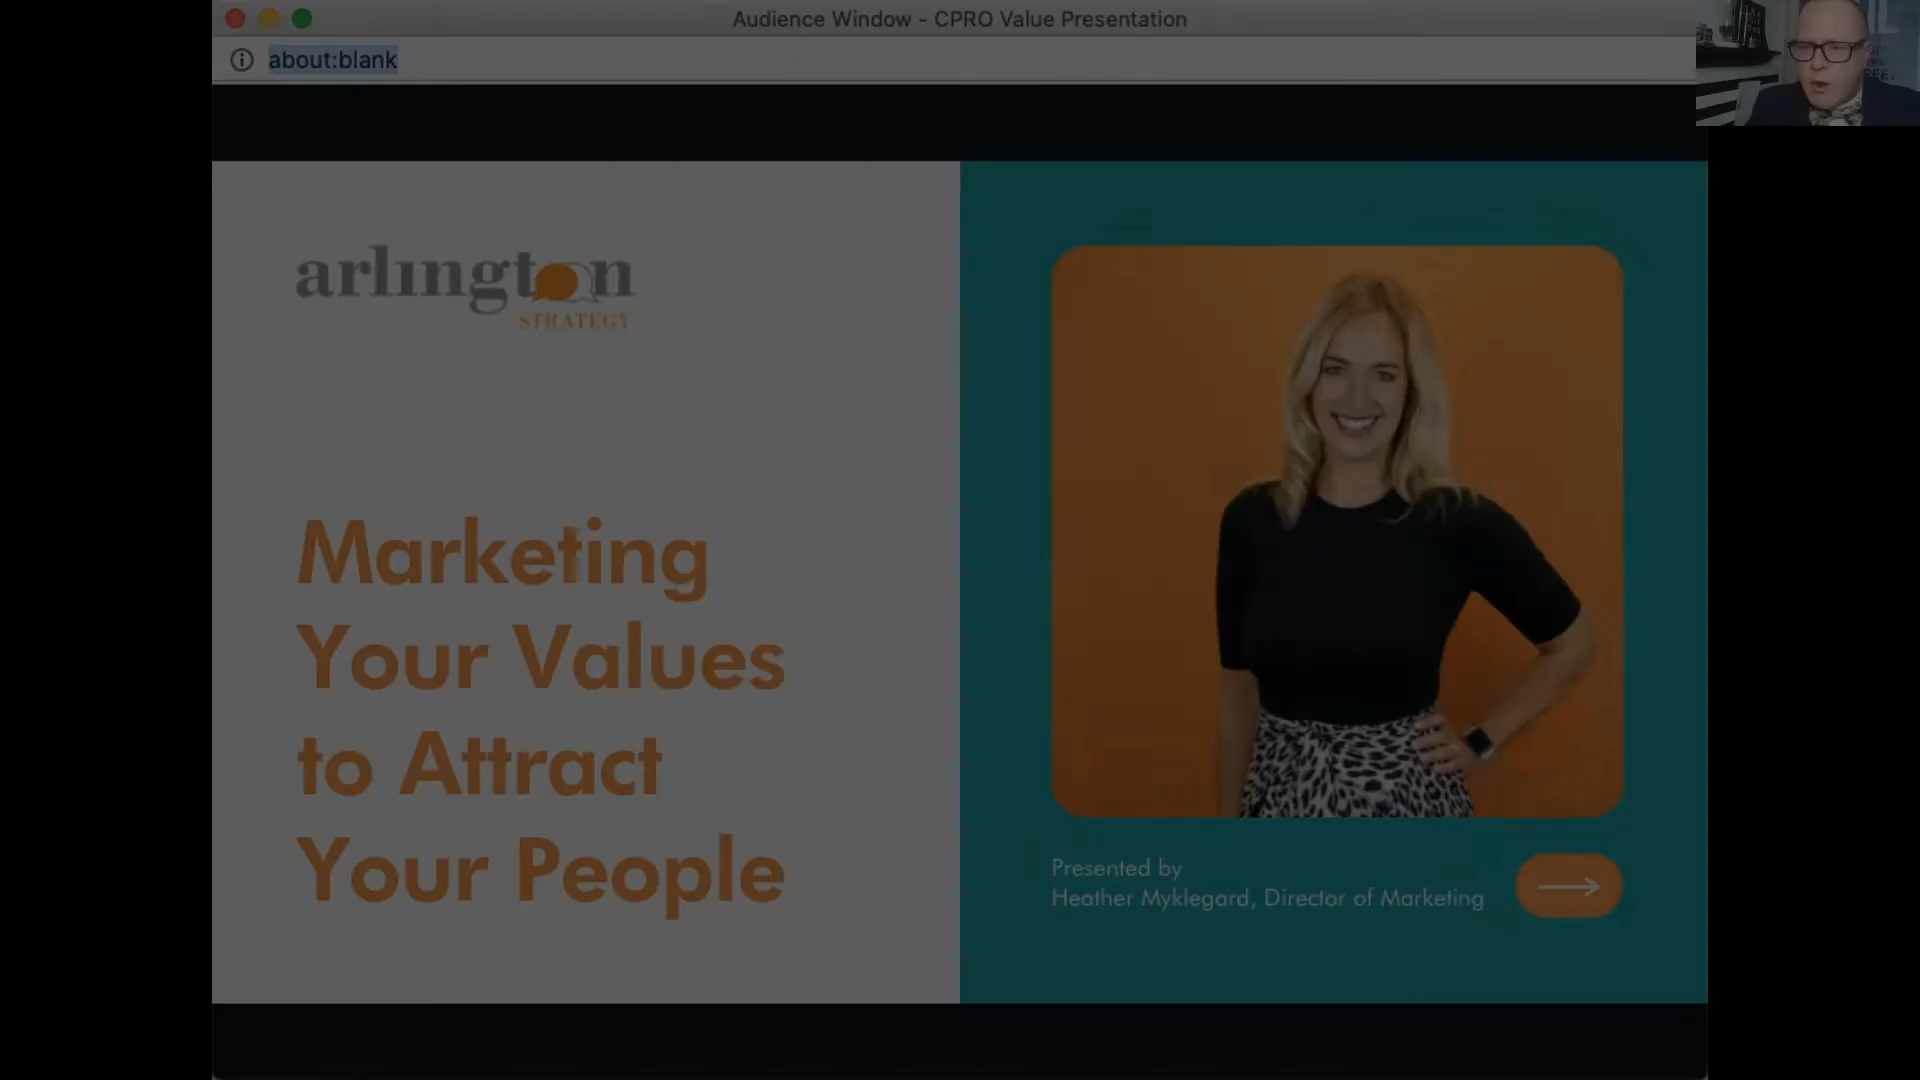 Audience Window - CPRO Value Presentation
about:blank
arlington
STRATEGY
Marketing
Your Values
to Attract
Your People
Presented by
Heather Myklegard, Director of Marketing